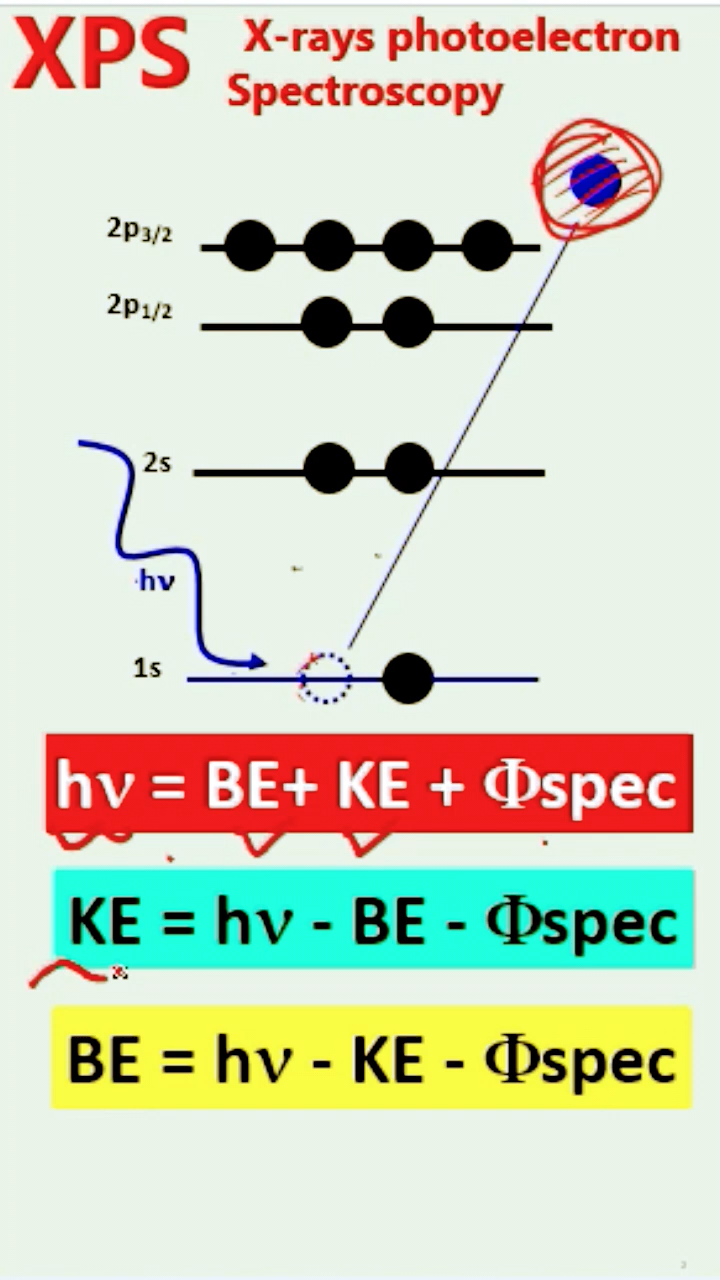 XPS X-rays photoelectron
Spectroscopy
2p3/2
2p1/2
2s
hν
1s
hν = BE+ KE + Φspec
KE = hν - BE - Φspec
BE = hν - KE - Φspec